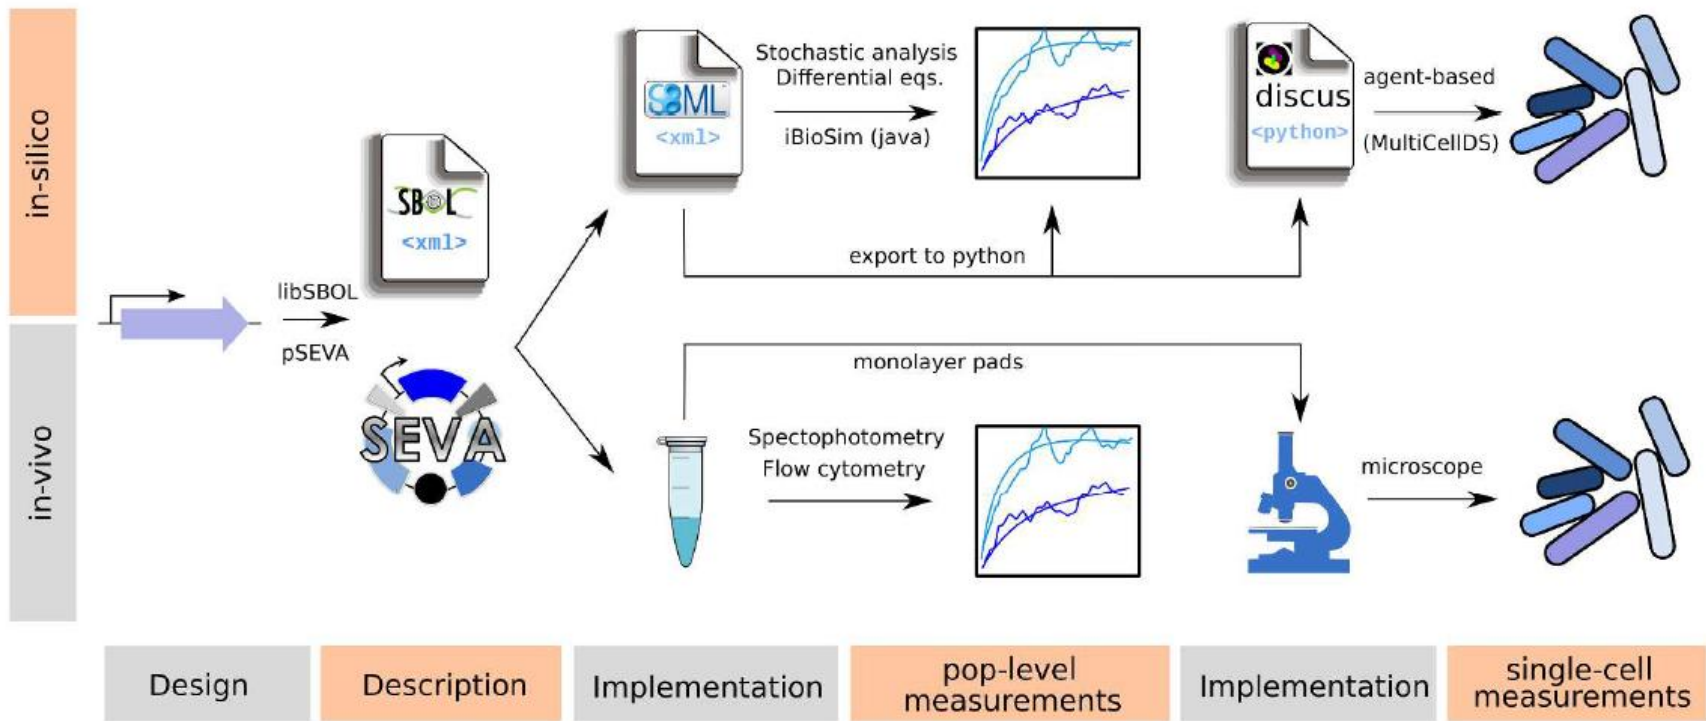 in-silico
in-vivo
libSBOL
pSEVA
SBOL
<xml>
SEVA
SBML
<xml>
Stochastic analysis
Differential eqs.
iBioSim (java)
export to python
discus
<python>
agent-based
(MultiCellDS)
monolayer pads
Spectophotometry
Flow cytometry
microscope
Design
Description
Implementation
pop-level
measurements
Implementation
single-cell
measurements